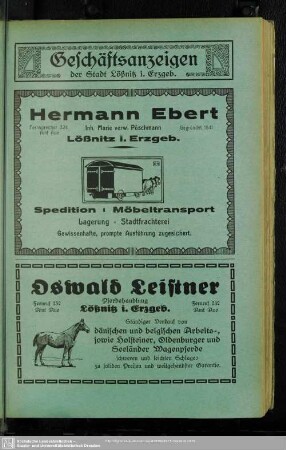 Geschäftsanzeigen
der Stadt Lößnitz i. Erzgeb.
Hermann Ebert
Inh. Marie verw. Püschmann
Lößnitz i. Erzgeb.
Spedition · Möbeltransport
Lagerung - Stadtfrachterei
Gewissenhafte, prompte Ausführung zugesichert.
Oswald Leistner
Pferdehandlung
Lößnitz i. Erzgeb.
Ständiger Verkauf von
dänischen und belgischen Arbeits-,
sowie Holsteiner, Oldenburger und
Seeländer Wagenpferde
schweren und leichten Schlages
zu soliden Preisen und weitgehendster Garantie.